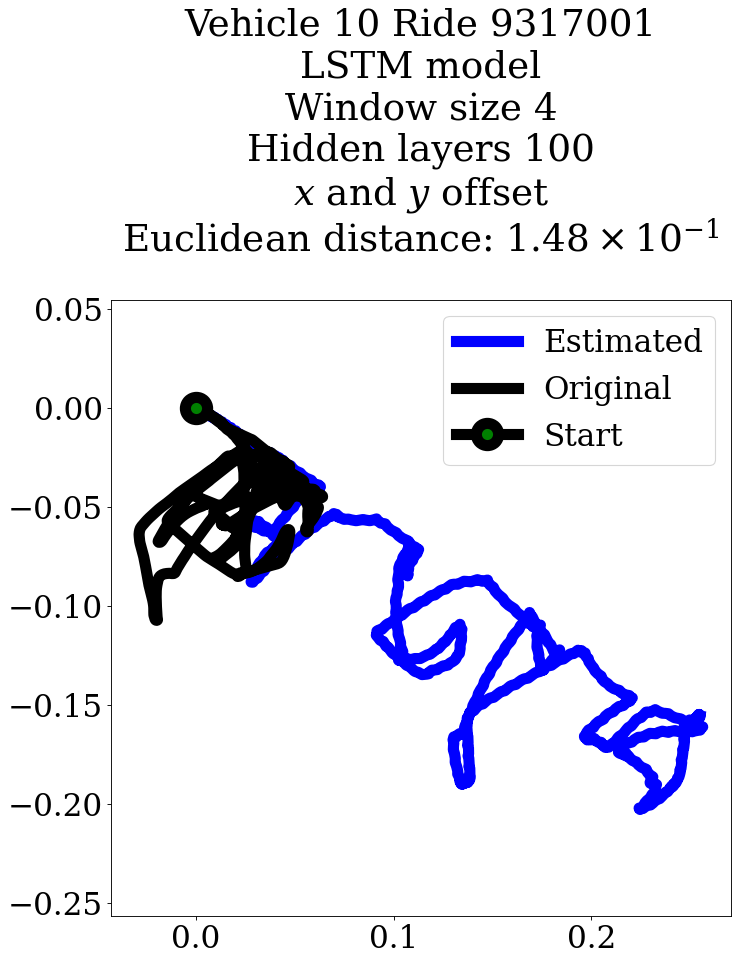 Vehicle 10 Ride 9317001
LSTM model
Window size 4
Hidden layers 100
x and y offset
Euclidean distance: 1.48 × 10⁻¹
Estimated
Original
Start
0.05
0.00
−0.05
−0.10
−0.15
−0.20
−0.25
0.0 0.1 0.2